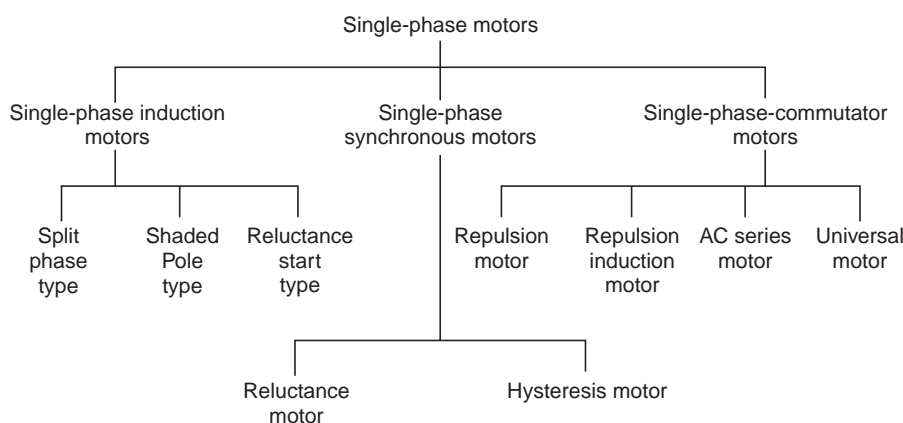 Single-phase motors
Single-phase induction
motors
Single-phase
synchronous motors
Single-phase-commutator
motors
Split
phase
type
Shaded
Pole
type
Reluctance
start
type
Repulsion
motor
Repulsion
induction
motor
AC series
motor
Universal
motor
Reluctance
motor
Hysteresis motor